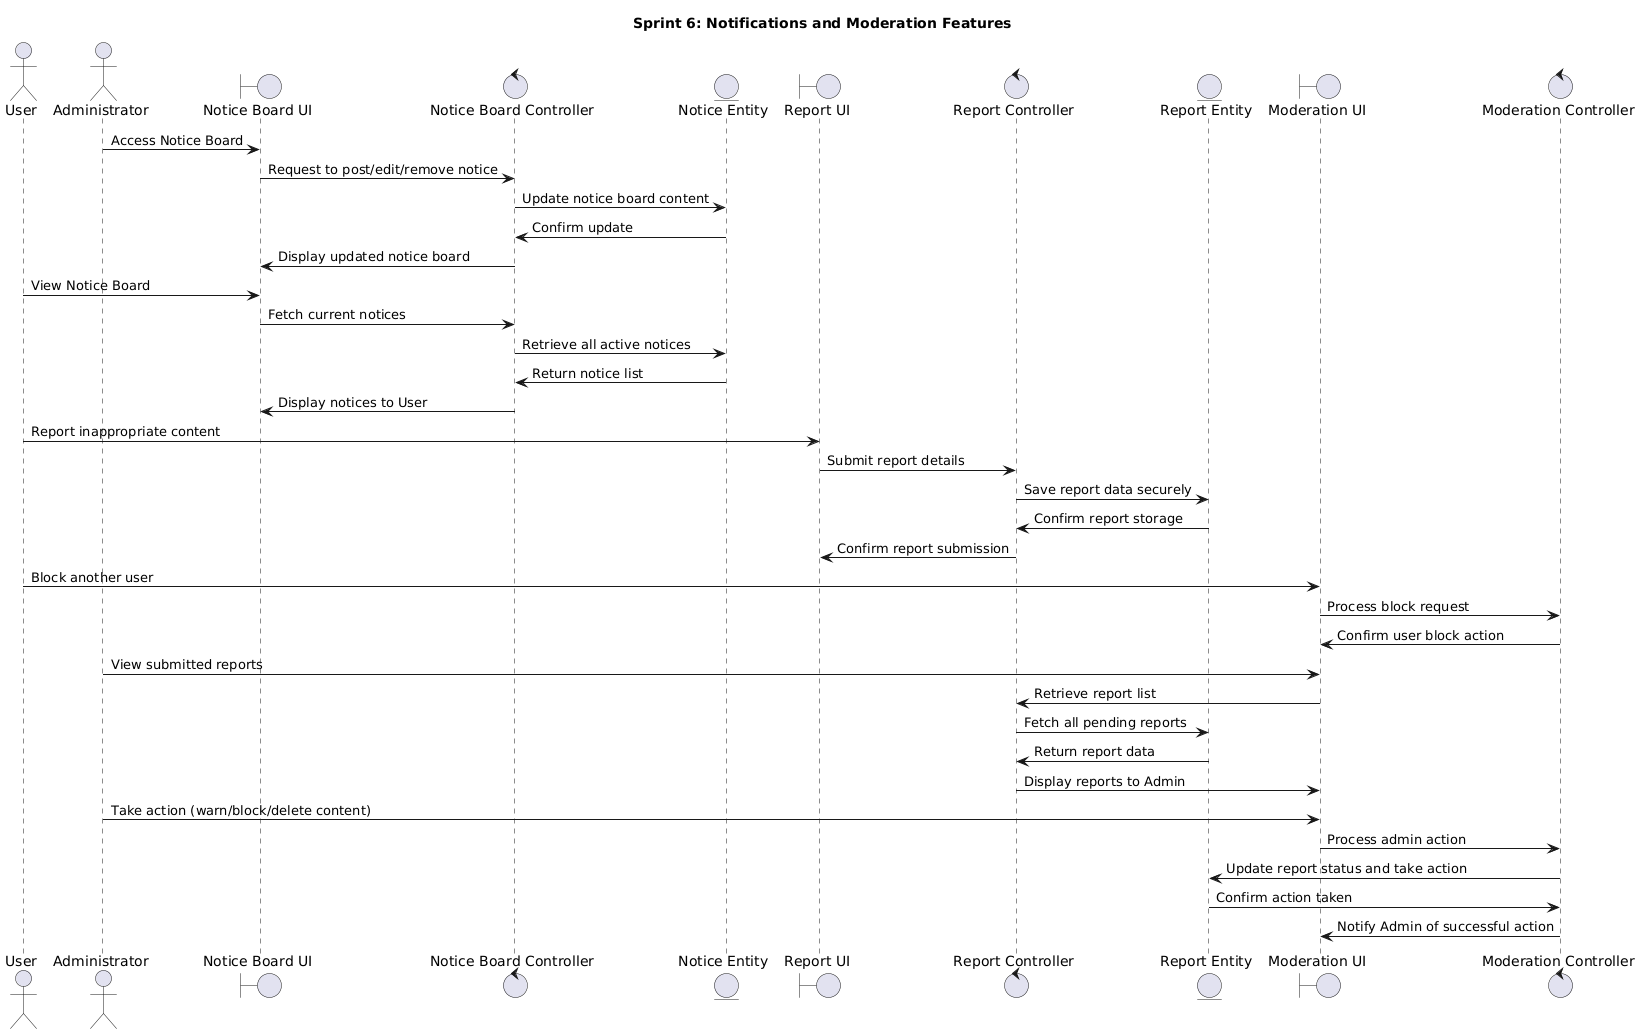 Sprint 6: Notifications and Moderation Features
User
Administrator
Notice Board UI
Notice Board Controller
Notice Entity
Report UI
Report Controller
Report Entity
Moderation UI
Moderation Controller
Access Notice Board
Request to post/edit/remove notice
Update notice board content
Confirm update
Display updated notice board
View Notice Board
Fetch current notices
Retrieve all active notices
Return notice list
Display notices to User
Report inappropriate content
Submit report details
Save report data securely
Confirm report storage
Confirm report submission
Block another user
Process block request
Confirm user block action
View submitted reports
Retrieve report list
Fetch all pending reports
Return report data
Display reports to Admin
Take action (warn/block/delete content)
Process admin action
Update report status and take action
Confirm action taken
Notify Admin of successful action
User
Administrator
Notice Board UI
Notice Board Controller
Notice Entity
Report UI
Report Controller
Report Entity
Moderation UI
Moderation Controller